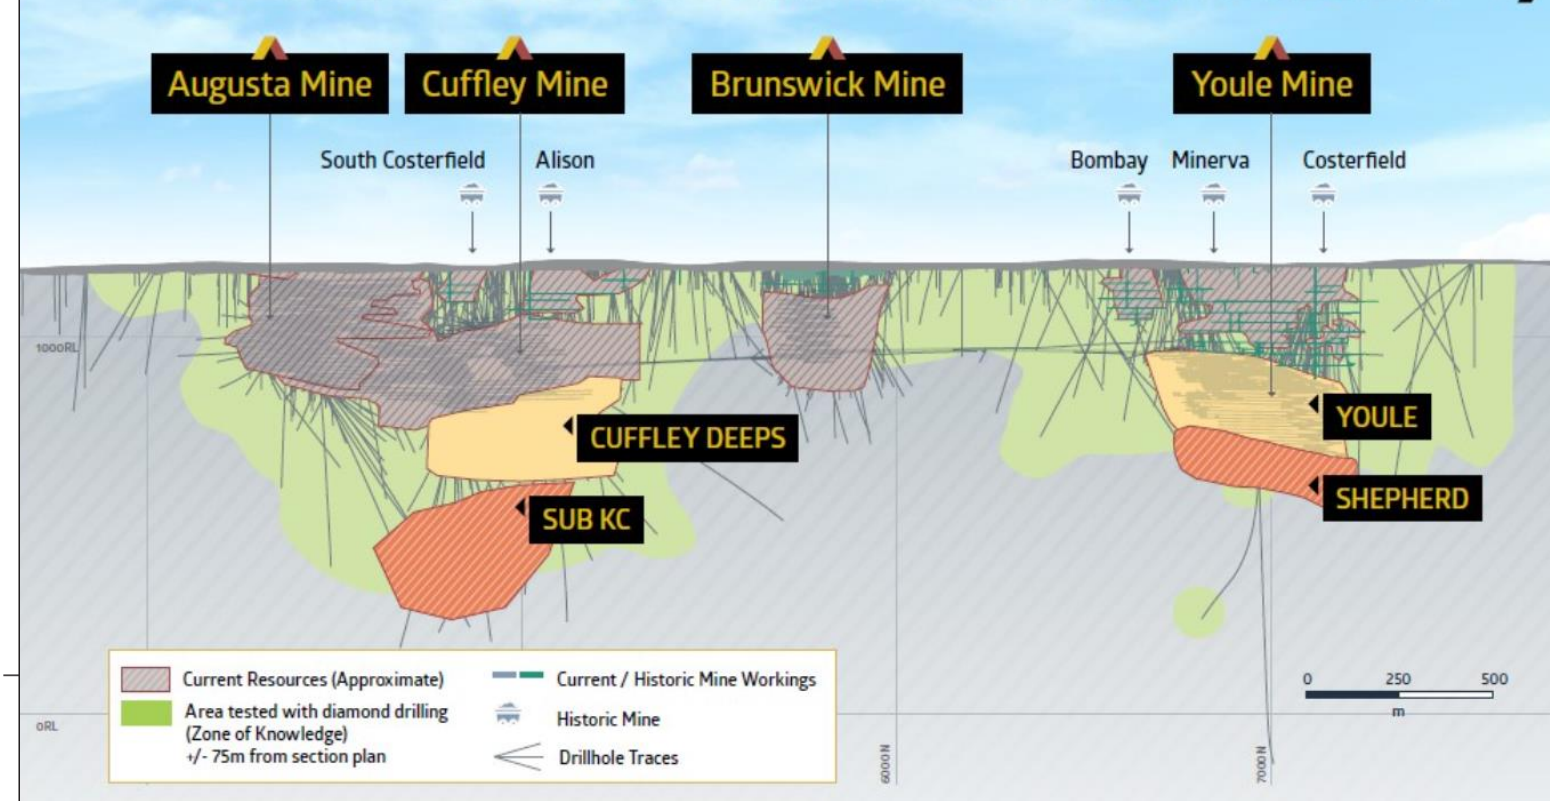 Augusta Mine
Cuffley Mine
Brunswick Mine
Youle Mine
South Costerfield
Alison
Bombay
Minerva
Costerfield
1000RL
CUFFLEY DEEPS
YOULE
SUB KC
SHEPHERD
Current Resources (Approximate)
Area tested with diamond drilling
(Zone of Knowledge)
+/- 75m from section plan
Current / Historic Mine Workings
Historic Mine
Drillhole Traces
0 250 500
m
0RL
6000N
7000N